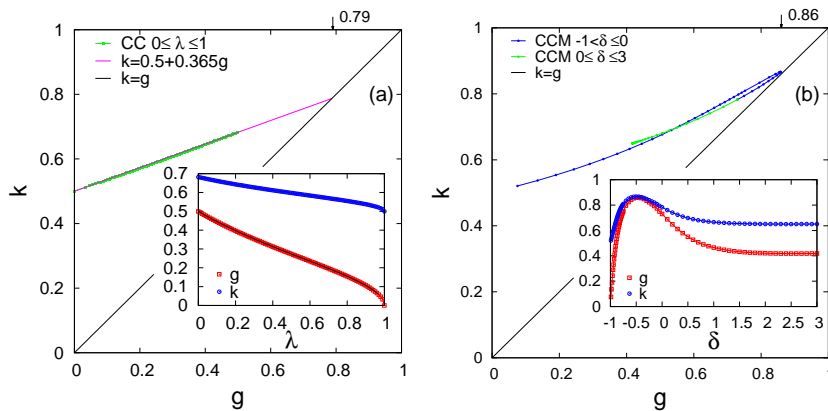 0.79
1
CC 0≤ λ ≤1
k=0.5+0.365g
k=g
(a)
0.8
0.6
k
0.4
0.2
0
0.7
0.6
0.5
0.4
0.3
0.2
0.1
0
g
k
0 0.2 0.4 0.6 0.8 1
λ
0 0.2 0.4 0.6 0.8 1
g
0.86
1
CCM -1<δ ≤0
CCM 0≤ δ ≤3
k=g
(b)
0.8
0.6
k
0.4
0.2
0
1
0.8
0.6
0.4
0.2
0
g
k
-1 -0.5 0 0.5 1 1.5 2 2.5 3
δ
0 0.2 0.4 0.6 0.8 1
g